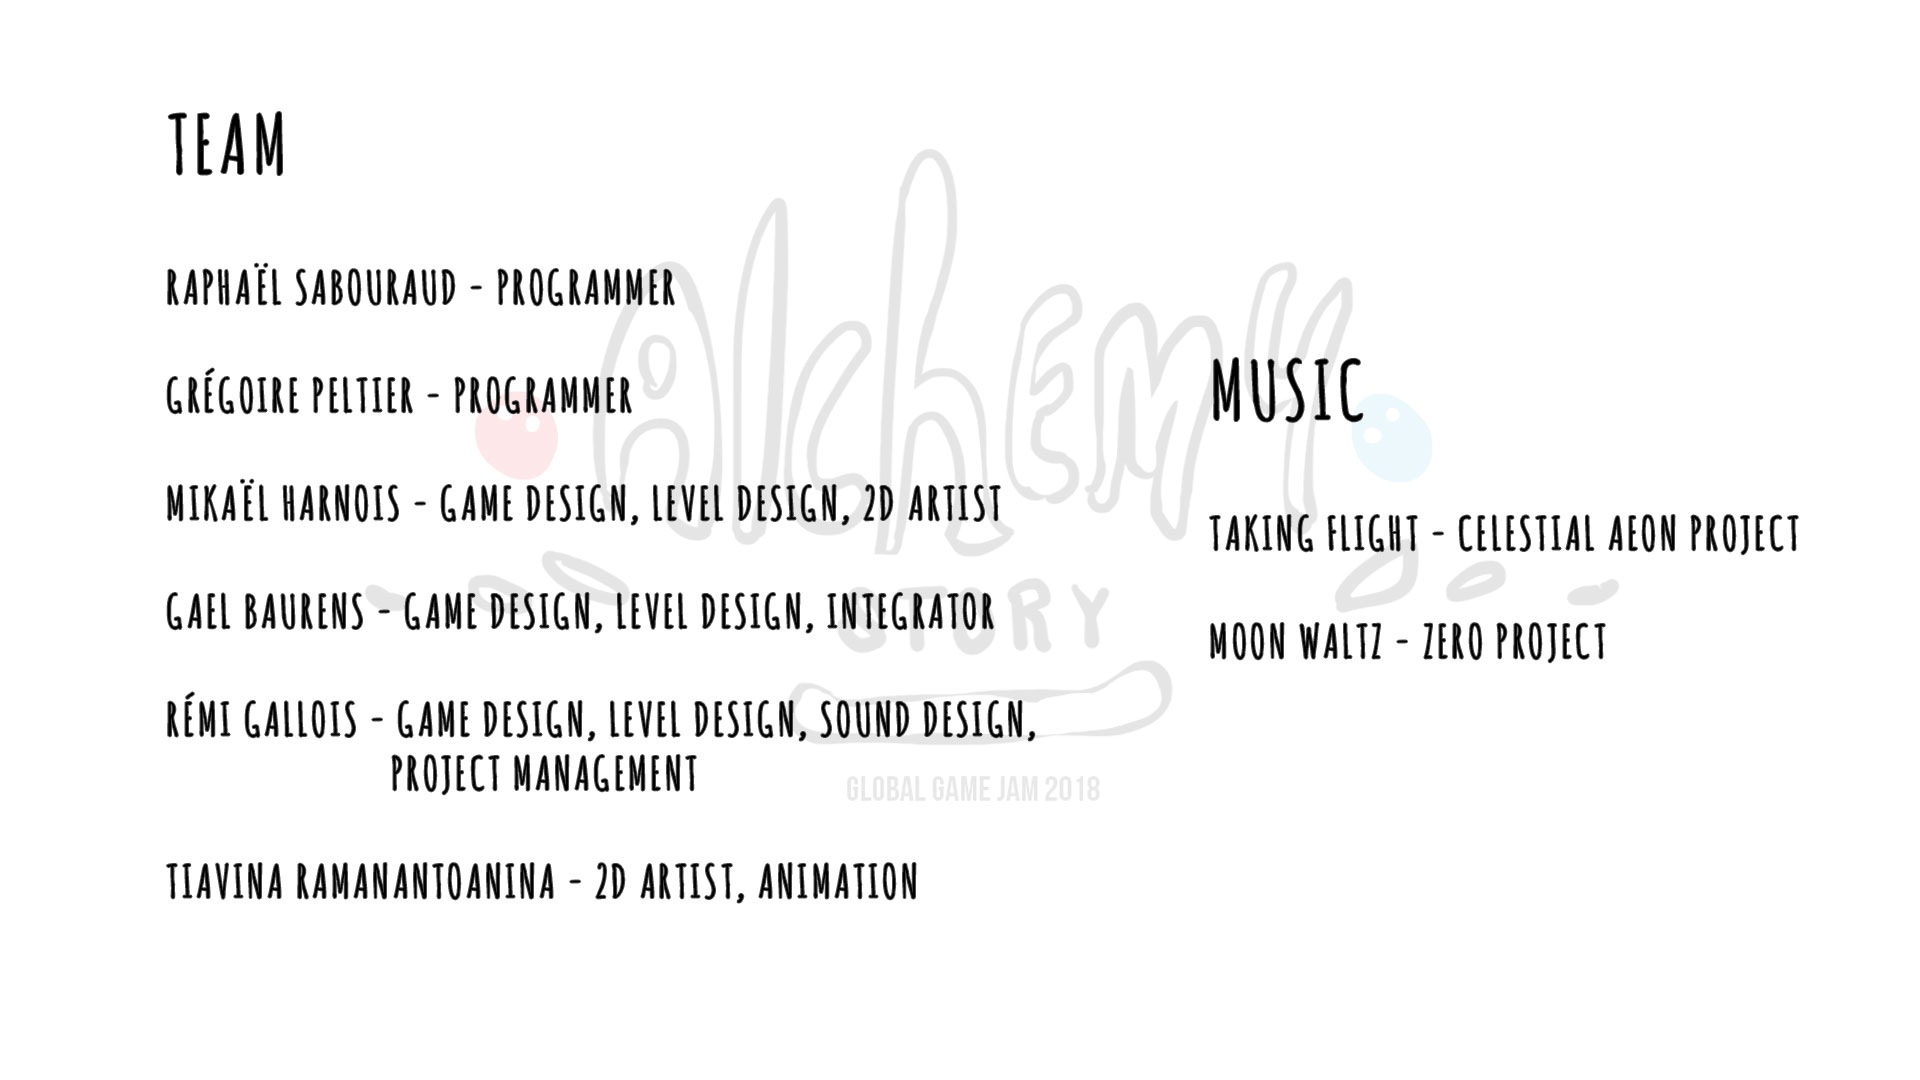 TEAM
RAPHAËL SABOURAUD - PROGRAMMER
GRÉGOIRE PELTIER - PROGRAMMER
MIKAËL HARNOIS - GAME DESIGN, LEVEL DESIGN, 2D ARTIST
GAEL BAURENS - GAME DESIGN, LEVEL DESIGN, INTEGRATOR
RÉMI GALLOIS - GAME DESIGN, LEVEL DESIGN, SOUND DESIGN,
PROJECT MANAGEMENT
TIAVINA RAMANANTOANINA - 2D ARTIST, ANIMATION
MUSIC
TAKING FLIGHT - CELESTIAL AEON PROJECT
MOON WALTZ - ZERO PROJECT
AlchEMY
STORY
GLOBAL GAME JAM 2018